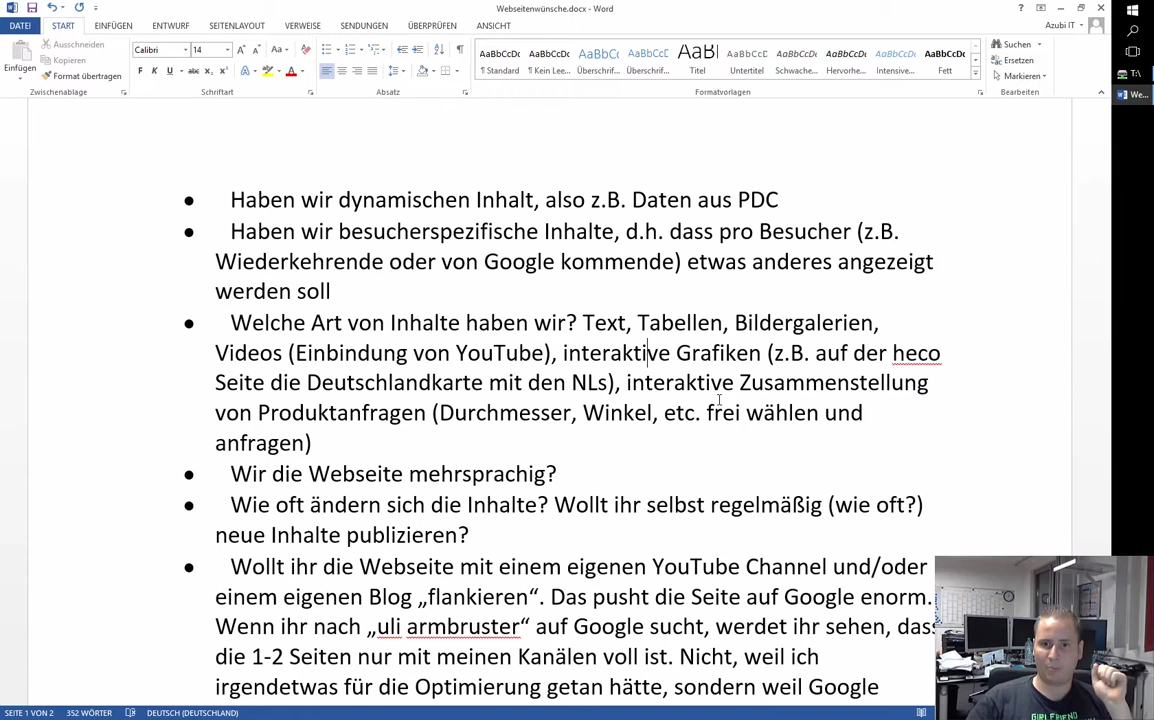 Webseitenwünsche.docx - Word
DATEI START EINFÜGEN ENTWURF SEITENLAYOUT VERWEISE SENDUNGEN ÜBERPRÜFEN ANSICHT Azubi IT
Einfügen
Ausschneiden
Kopieren
Format übertragen
Zwischenablage
Calibri 14
F K U abc x₂ x²
Schriftart
Absatz
AaBbCcDc AaBbCcDc AaBbCc AaBbCcE AaBl AaBbCcD AaBbCcDc AaBbCcDc AaBbCcDc AaBbCcDc
¶ Standard ¶ Kein Lee... Überschrif... Überschrif... Titel Untertitel Schwache... Hervorhe... Intensive... Fett
Formatvorlagen
Suchen
Ersetzen
Markieren
Bearbeiten
T:\
We...
● Haben wir dynamischen Inhalt, also z.B. Daten aus PDC
● Haben wir besucherspezifische Inhalte, d.h. dass pro Besucher (z.B.
Wiederkehrende oder von Google kommende) etwas anderes angezeigt
werden soll
● Welche Art von Inhalte haben wir? Text, Tabellen, Bildergalerien,
Videos (Einbindung von YouTube), interaktive Grafiken (z.B. auf der heco
Seite die Deutschlandkarte mit den NLs), interaktive Zusammenstellung
von Produktanfragen (Durchmesser, Winkel, etc. frei wählen und
anfragen)
● Wir die Webseite mehrsprachig?
● Wie oft ändern sich die Inhalte? Wollt ihr selbst regelmäßig (wie oft?)
neue Inhalte publizieren?
● Wollt ihr die Webseite mit einem eigenen YouTube Channel und/oder
einem eigenen Blog „flankieren“. Das pusht die Seite auf Google enorm.
Wenn ihr nach „uli armbruster“ auf Google sucht, werdet ihr sehen, dass
die 1-2 Seiten nur mit meinen Kanälen voll ist. Nicht, weil ich
irgendetwas für die Optimierung getan hätte, sondern weil Google
GIRLFRIEND
SEITE 1 VON 2 352 WÖRTER DEUTSCH (DEUTSCHLAND)